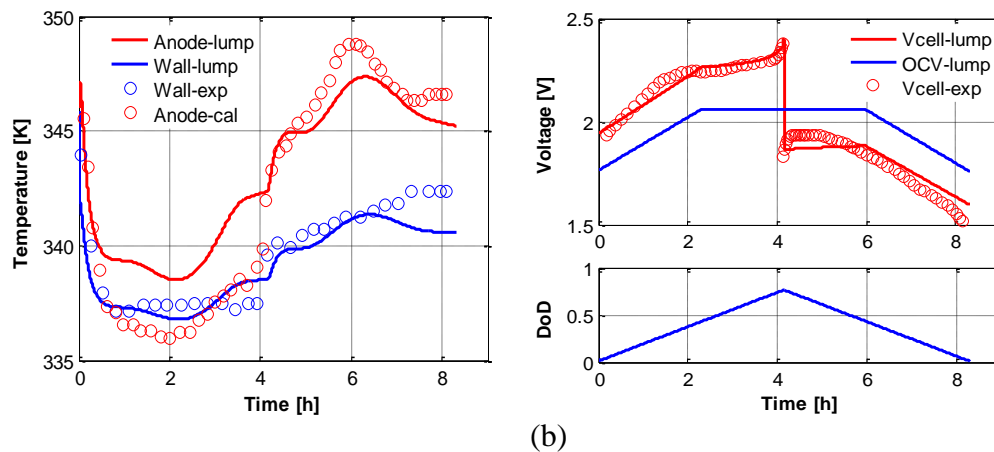 350
345
340
335
Temperature [K]
Anode-lump
Wall-lump
Wall-exp
Anode-cal
0
2
4
6
8
Time [h]
2.5
2
1.5
Voltage [V]
Vcell-lump
OCV-lump
Vcell-exp
0
2
4
6
8
1
0.5
0
DoD
0
2
4
6
8
Time [h]
(b)